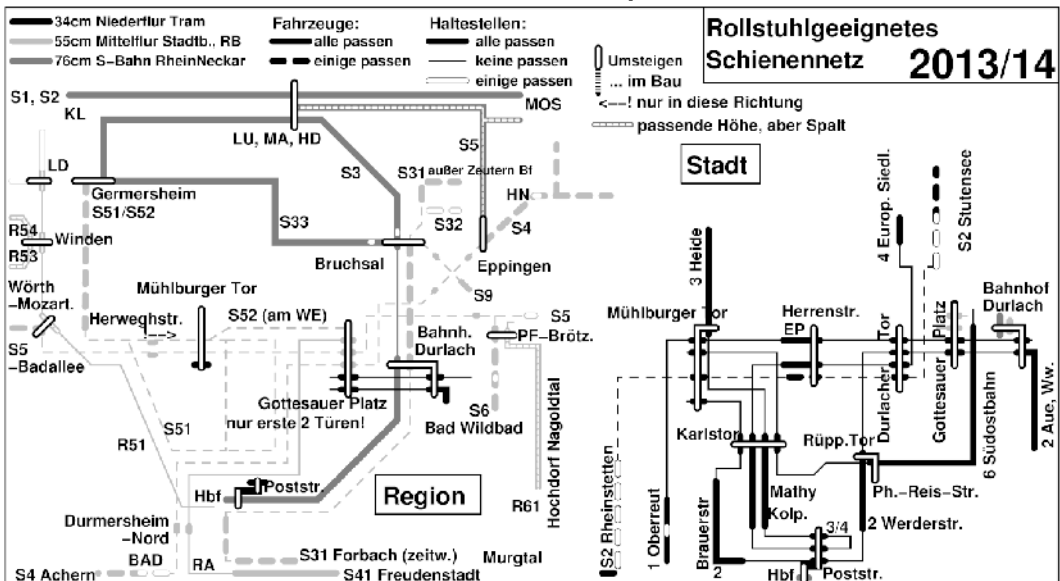 34cm Niederflur Tram
55cm Mittelflur Stadtb., RB
76cm S-Bahn RheinNeckar
Fahrzeuge:
alle passen
einige passen
Haltestellen:
alle passen
keine passen
einige passen
Umsteigen
... im Bau
<--! nur in diese Richtung
passende Höhe, aber Spalt
Rollstuhlgeeignetes
Schienennetz 2013/14
S1, S2
KL
MOS
LU, MA, HD
S5
LD
S3
S31 außer Zeutern Bf
Germersheim
S51/S52
HN
S33
S32
S4
R54
Winden
R53
Bruchsal
Eppingen
Wörth
-Mozart.
Mühlburger Tor
S9
Herweghstr.
!-->
S52 (am WE)
S5
Bahnh.
Durlach
PF-Brötz.
S5
-Badallee
Gottesauer Platz
nur erste 2 Türen!
S6
Bad Wildbad
R51
S51
Hochdorf Nagoldtal
Hbf
Poststr.
Region
R61
Durmersheim
-Nord
BAD
RA
S31 Forbach (zeitw.)
Murgtal
S4 Achern
S41 Freudenstadt
Stadt
4 Europ. Siedl.
S2 Stutensee
3 Heide
Mühlburger Tor
Herrenstr.
EP
Durlacher Tor
Gottesauer Platz
Bahnhof
Durlach
Karlstor
Rüpp.Tor
6 Südostbahn
2 Aue, Ww.
Ph.-Reis-Str.
Mathy
Kolp.
2 Werderstr.
S2 Rheinstetten
1 Oberreut
Brauerstr
2
3/4
Hbf
Poststr.